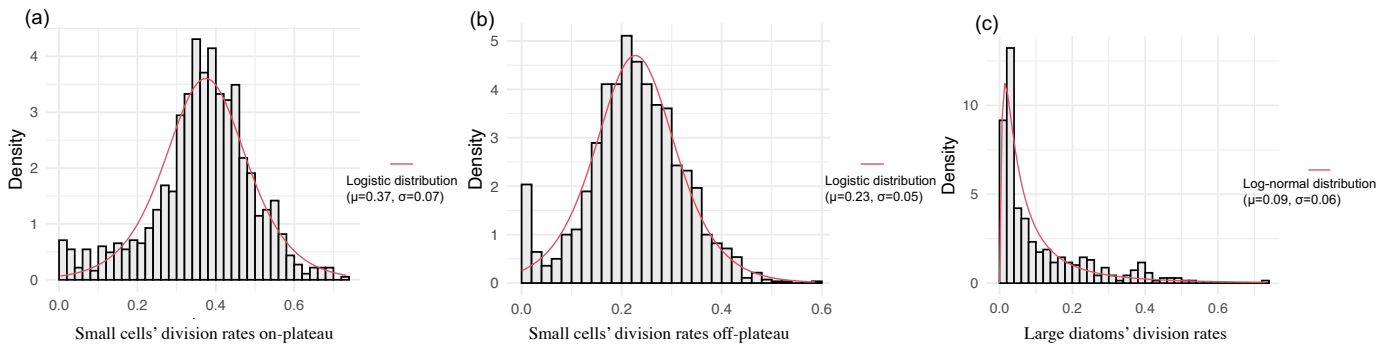 (a)
Density
4
3
2
1
0
0.0 0.2 0.4 0.6
Small cells’ division rates on-plateau
Logistic distribution
(μ=0.37, σ=0.07)
(b)
Density
5
4
3
2
1
0
0.0 0.2 0.4 0.6
Small cells’ division rates off-plateau
Logistic distribution
(μ=0.23, σ=0.05)
(c)
Density
10
5
0
0.0 0.2 0.4 0.6
Large diatoms’ division rates
Log-normal distribution
(μ=0.09, σ=0.06)